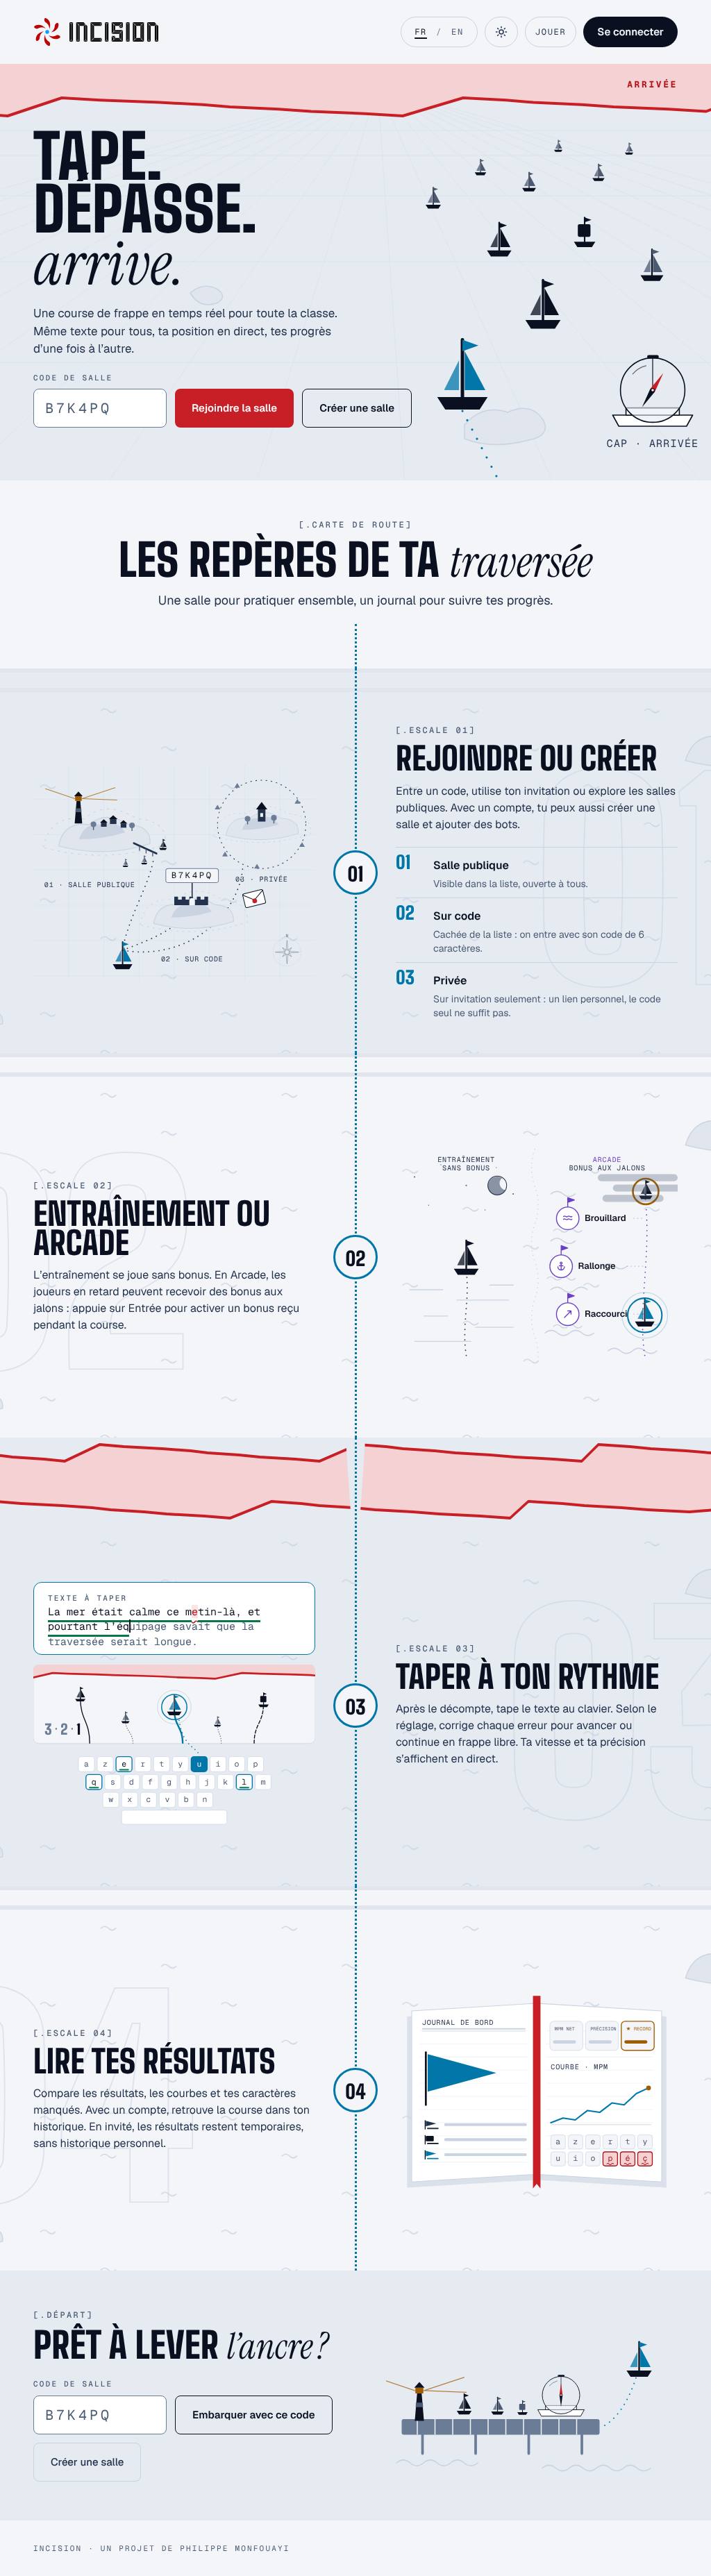 INCISION
FR / EN
JOUER
Se connecter
ARRIVÉE
TAPE.
DÉPASSE.
arrive.
Une course de frappe en temps réel pour toute la classe.
Même texte pour tous, ta position en direct, tes progrès
d'une fois à l'autre.
CODE DE SALLE
B7K4PQ
Rejoindre la salle
Créer une salle
CAP · ARRIVÉE
[.CARTE DE ROUTE]
LES REPÈRES DE TA traversée
Une salle pour pratiquer ensemble, un journal pour suivre tes progrès.
[.ESCALE 01]
REJOINDRE OU CRÉER
Entre un code, utilise ton invitation ou explore les salles
publiques. Avec un compte, tu peux aussi créer une
salle et ajouter des bots.
01
Salle publique
Visible dans la liste, ouverte à tous.
02
Sur code
Cachée de la liste : on entre avec son code de 6
caractères.
03
Privée
Sur invitation seulement : un lien personnel, le code
seul ne suffit pas.
01 · SALLE PUBLIQUE
B7K4PQ
03 · PRIVÉE
02 · SUR CODE
01
01
[.ESCALE 02]
ENTRAÎNEMENT OU
ARCADE
L'entraînement se joue sans bonus. En Arcade, les
joueurs en retard peuvent recevoir des bonus aux
jalons : appuie sur Entrée pour activer un bonus reçu
pendant la course.
02
02
ENTRAÎNEMENT
SANS BONUS
ARCADE
BONUS AUX JALONS
Brouillard
Rallonge
Raccourci
TEXTE À TAPER
La mer était calme ce matin-là, et
pourtant l'équipage savait que la
traversée serait longue.
3·2·1
a z e r t y u i o p
q s d f g h j k l m
w x c v b n
03
03
[.ESCALE 03]
TAPER À TON RYTHME
Après le décompte, tape le texte au clavier. Selon le
réglage, corrige chaque erreur pour avancer ou
continue en frappe libre. Ta vitesse et ta précision
s'affichent en direct.
[.ESCALE 04]
LIRE TES RÉSULTATS
Compare les résultats, les courbes et tes caractères
manqués. Avec un compte, retrouve la course dans ton
historique. En invité, les résultats restent temporaires,
sans historique personnel.
04
04
JOURNAL DE BORD
MPM NET
PRÉCISION
RECORD
COURBE · MPM
a z e r t y
u i o p é ç
[.DÉPART]
PRÊT À LEVER l'ancre?
CODE DE SALLE
B7K4PQ
Embarquer avec ce code
Créer une salle
INCISION · UN PROJET DE PHILIPPE MONFOUAYI